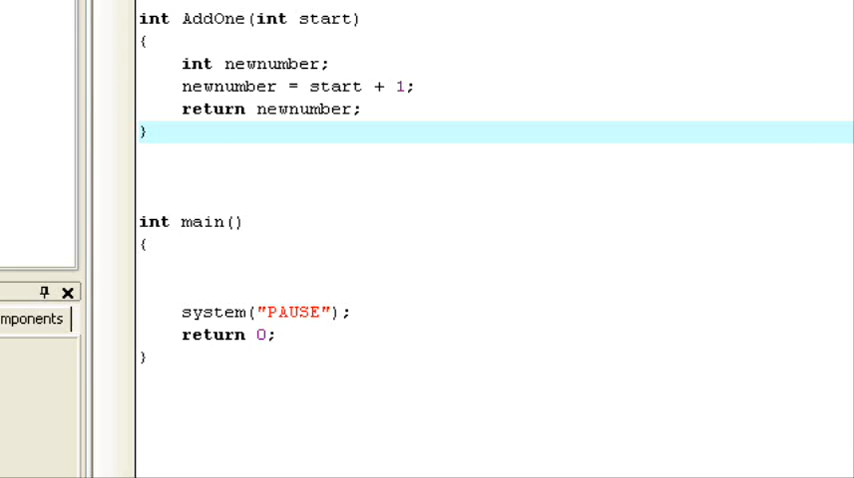 int AddOne(int start)
{
int newnumber;
newnumber = start + 1;
return newnumber;
}
int main()
{
system("PAUSE");
return 0;
}
mponents